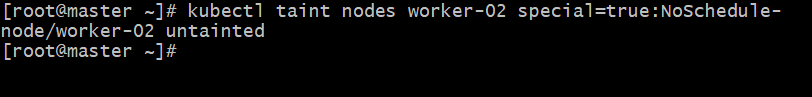 [root@master ~]# kubectl taint nodes worker-02 special=true:NoSchedule-
node/worker-02 untainted
[root@master ~]#